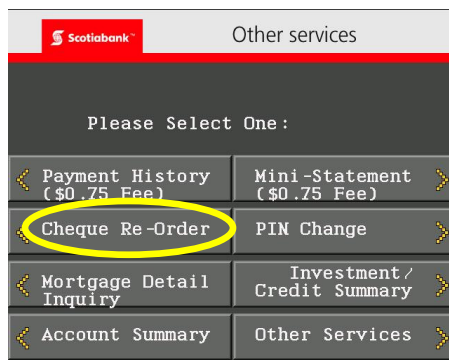 Scotiabank™ Other services
Please Select One:
Payment History Mini-Statement
($0.75 Fee) ($0.75 Fee)
Cheque Re-Order PIN Change
Mortgage Detail Investment/
Inquiry Credit Summary
Account Summary Other Services